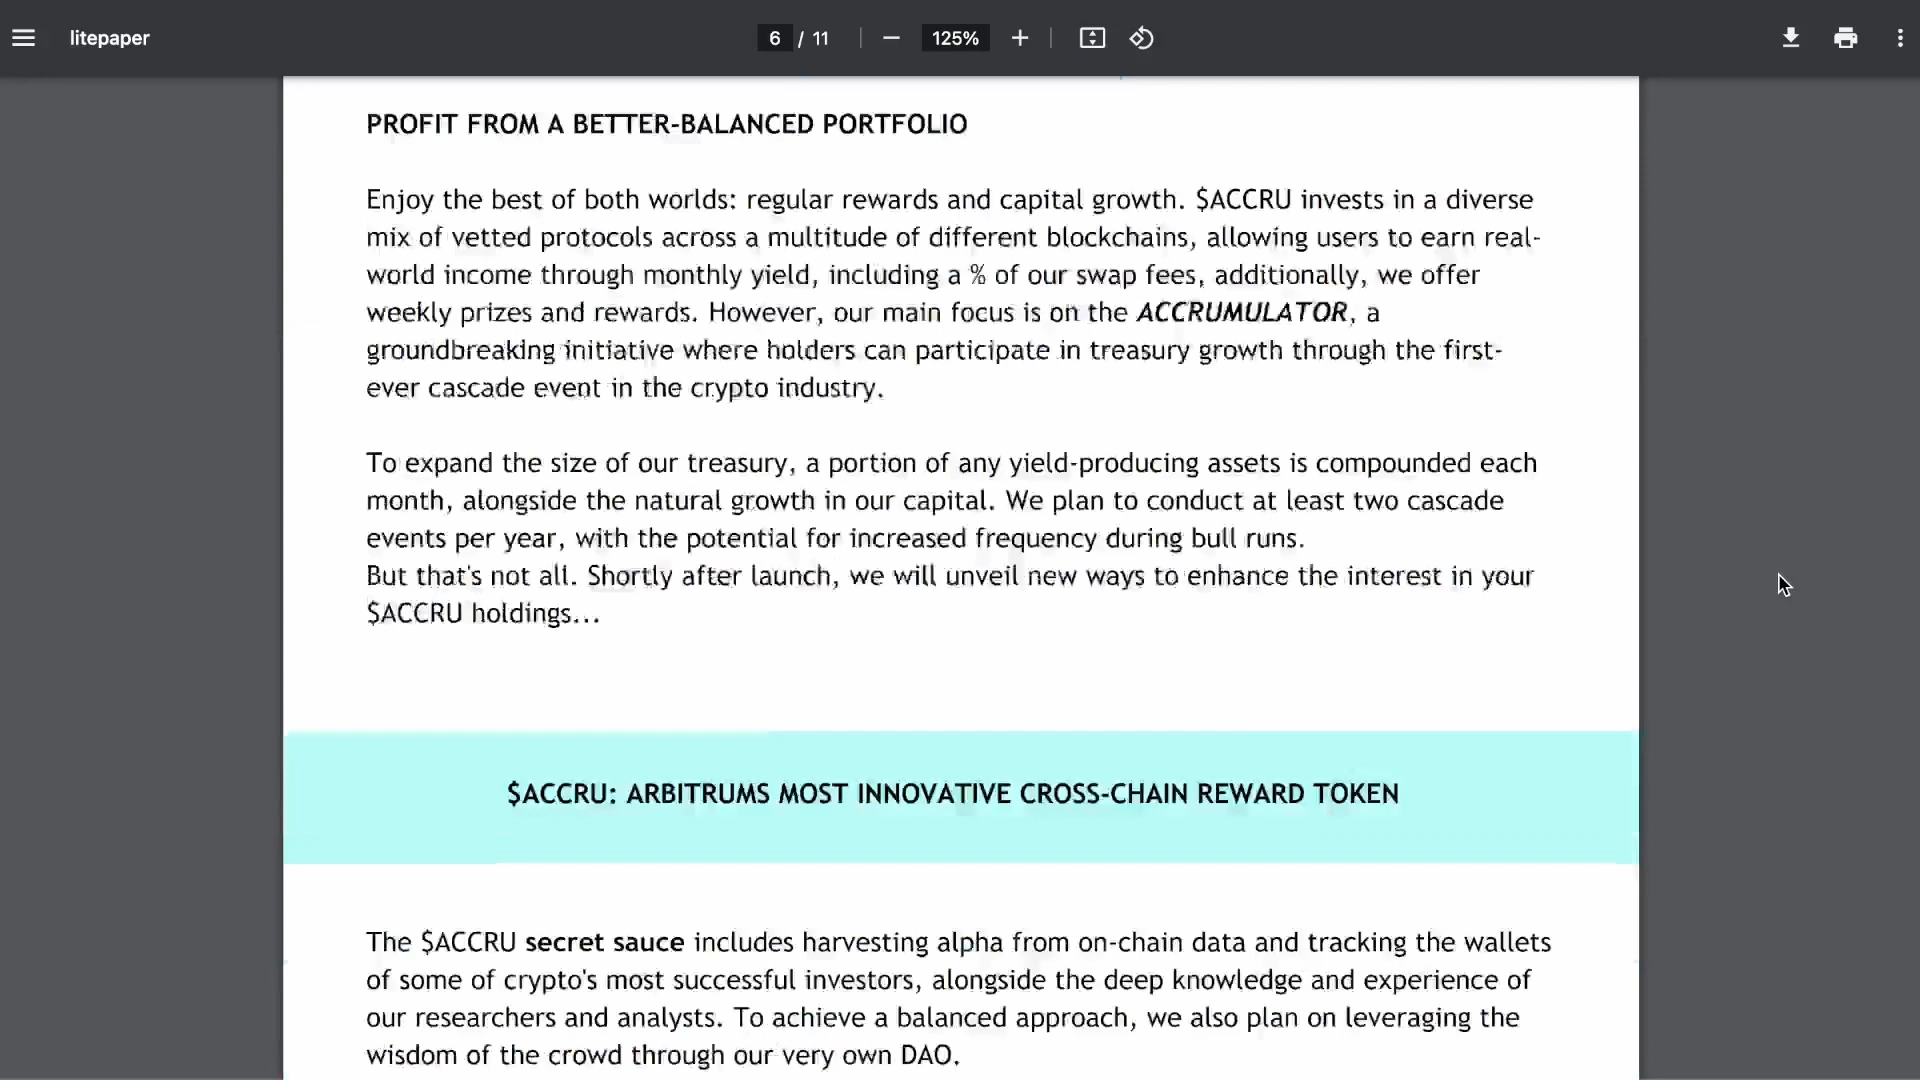 litepaper
6 / 11
125%
PROFIT FROM A BETTER-BALANCED PORTFOLIO
Enjoy the best of both worlds: regular rewards and capital growth. $ACCRU invests in a diverse
mix of vetted protocols across a multitude of different blockchains, allowing users to earn real-
world income through monthly yield, including a % of our swap fees, additionally, we offer
weekly prizes and rewards. However, our main focus is on the ACCRUMULATOR, a
groundbreaking initiative where holders can participate in treasury growth through the first-
ever cascade event in the crypto industry.
To expand the size of our treasury, a portion of any yield-producing assets is compounded each
month, alongside the natural growth in our capital. We plan to conduct at least two cascade
events per year, with the potential for increased frequency during bull runs.
But that's not all. Shortly after launch, we will unveil new ways to enhance the interest in your
$ACCRU holdings...
$ACCRU: ARBITRUMS MOST INNOVATIVE CROSS-CHAIN REWARD TOKEN
The $ACCRU secret sauce includes harvesting alpha from on-chain data and tracking the wallets
of some of crypto's most successful investors, alongside the deep knowledge and experience of
our researchers and analysts. To achieve a balanced approach, we also plan on leveraging the
wisdom of the crowd through our very own DAO.